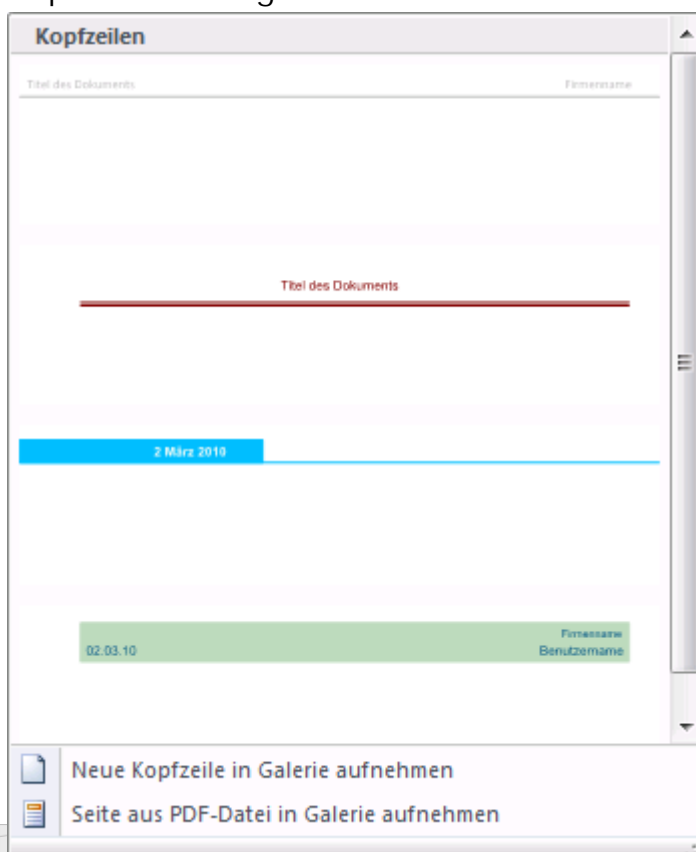 Kopfzeilen
Titel des Dokuments Firmenname
Titel des Dokuments
2 März 2010
Firmenname
02.03.10 Benutzername
Neue Kopfzeile in Galerie aufnehmen
Seite aus PDF-Datei in Galerie aufnehmen